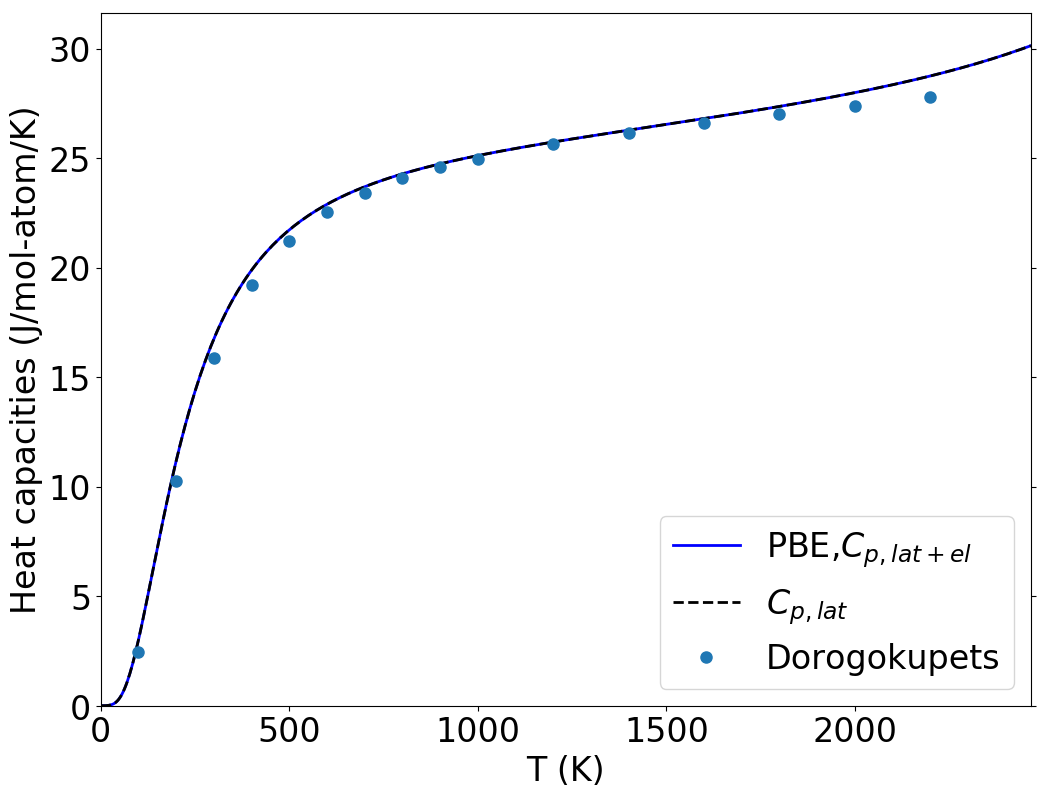 Heat capacities (J/mol-atom/K)
30
25
20
15
10
5
0
0 500 1000 1500 2000
T (K)
PBE,C_{p, lat + el}
C_{p, lat}
Dorogokupets